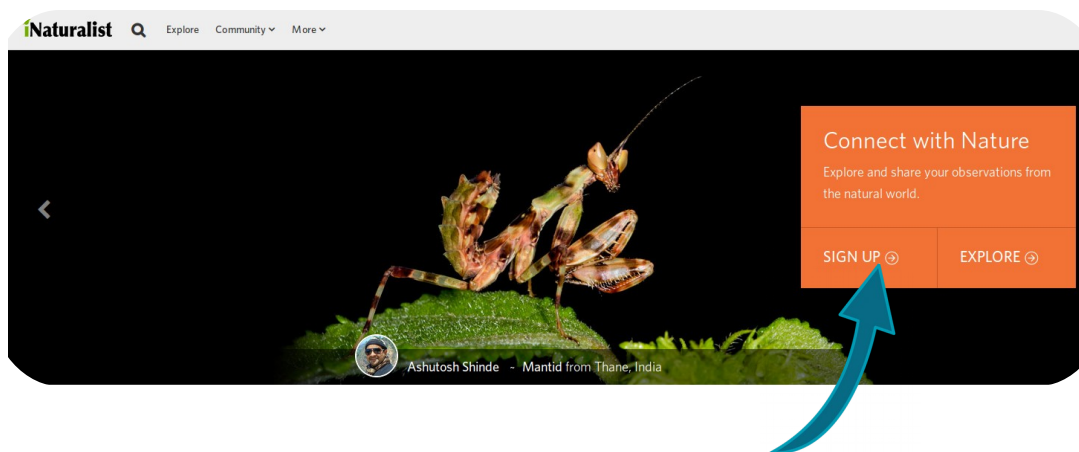 iNaturalist Explore Community More
Connect with Nature
Explore and share your observations from
the natural world.
SIGN UP EXPLORE
Ashutosh Shinde - Mantid from Thane, India